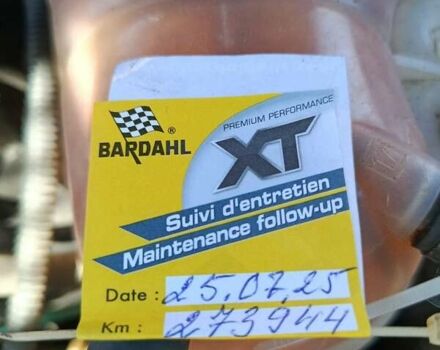 PREMIUM PERFORMANCE
BARDAHL ®
XT
Suivi d'entretien
Maintenance follow-up
Date : 25.07.25
Km : 273944